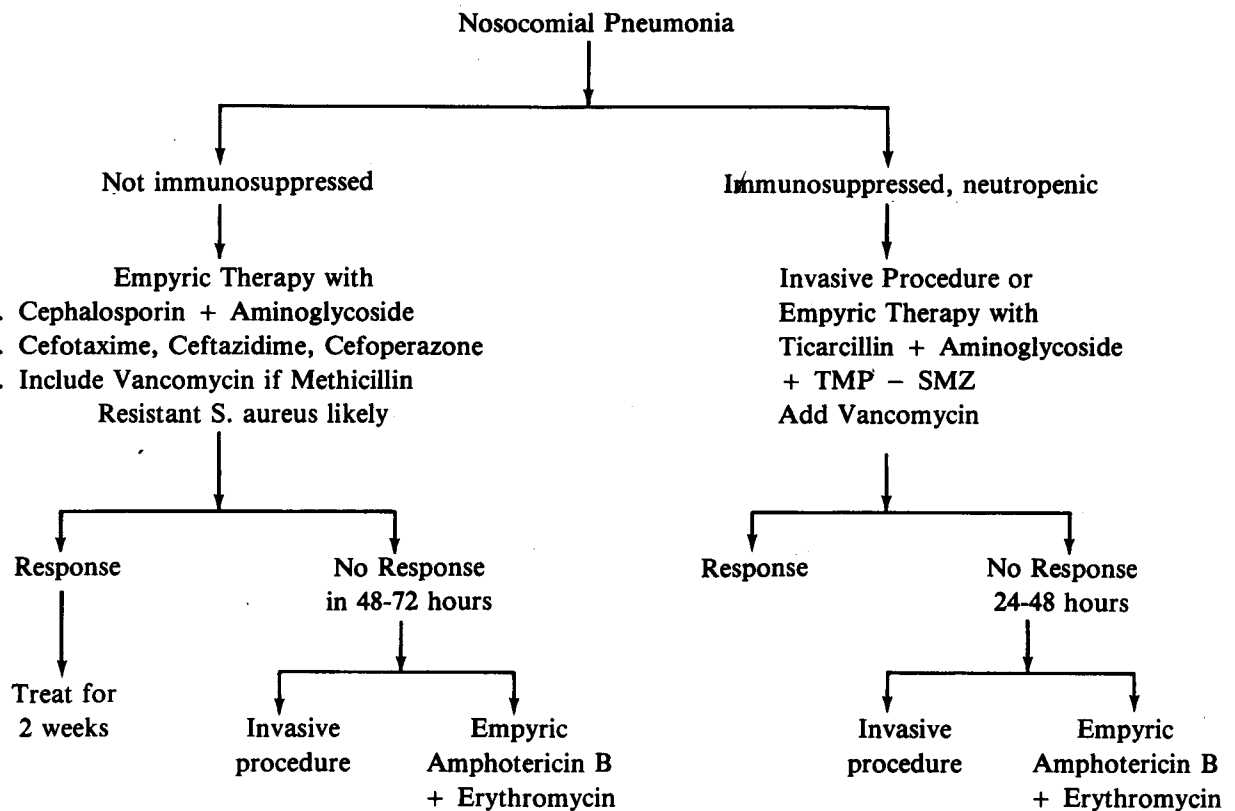 Nosocomial Pneumonia
Not immunosuppressed
Immunosuppressed, neutropenic
Empyric Therapy with
. Cephalosporin + Aminoglycoside
. Cefotaxime, Ceftazidime, Cefoperazone
. Include Vancomycin if Methicillin
Resistant S. aureus likely
Invasive Procedure or
Empyric Therapy with
Ticarcillin + Aminoglycoside
+ TMP – SMZ
Add Vancomycin
Response
No Response
in 48-72 hours
Response
No Response
24-48 hours
Treat for
2 weeks
Invasive
procedure
Empyric
Amphotericin B
+ Erythromycin
Invasive
procedure
Empyric
Amphotericin B
+ Erythromycin